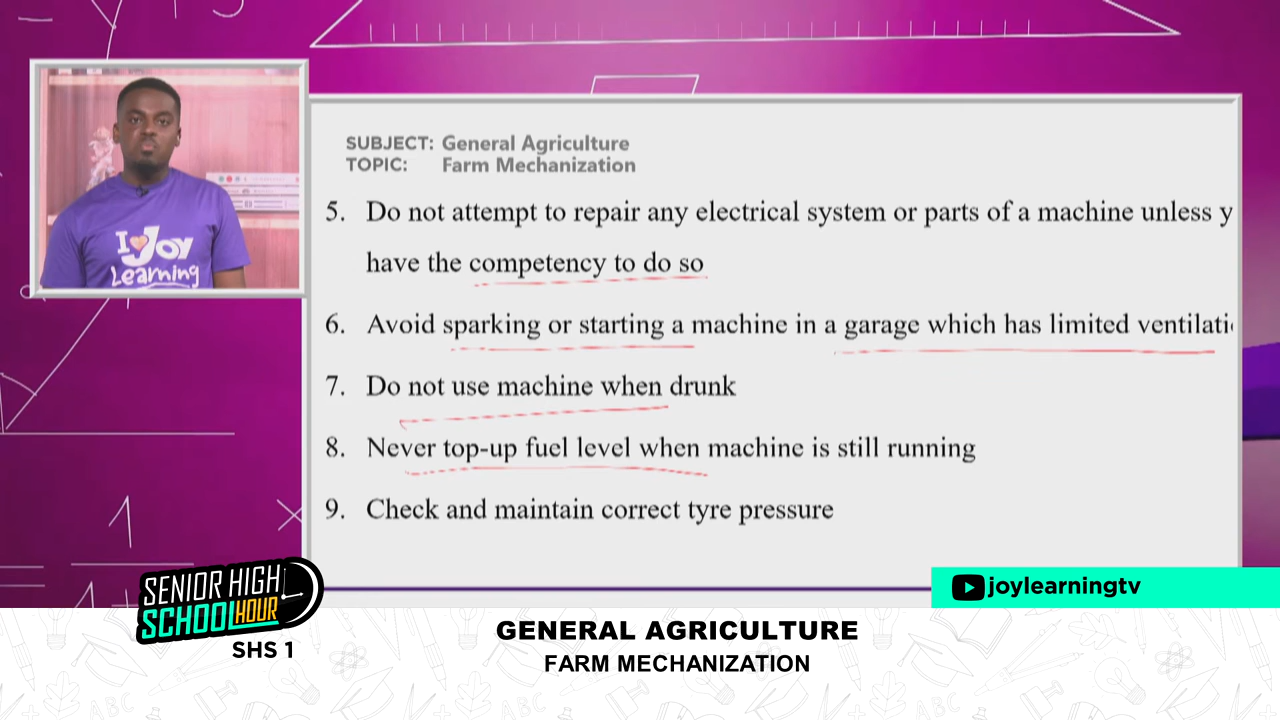 SUBJECT: General Agriculture
TOPIC: Farm Mechanization
5. Do not attempt to repair any electrical system or parts of a machine unless y
have the competency to do so
6. Avoid sparking or starting a machine in a garage which has limited ventilati
7. Do not use machine when drunk
8. Never top-up fuel level when machine is still running
9. Check and maintain correct tyre pressure
I Joy
Learning
SENIOR HIGH
SCHOOL HOUR
SHS 1
joylearningtv
GENERAL AGRICULTURE
FARM MECHANIZATION